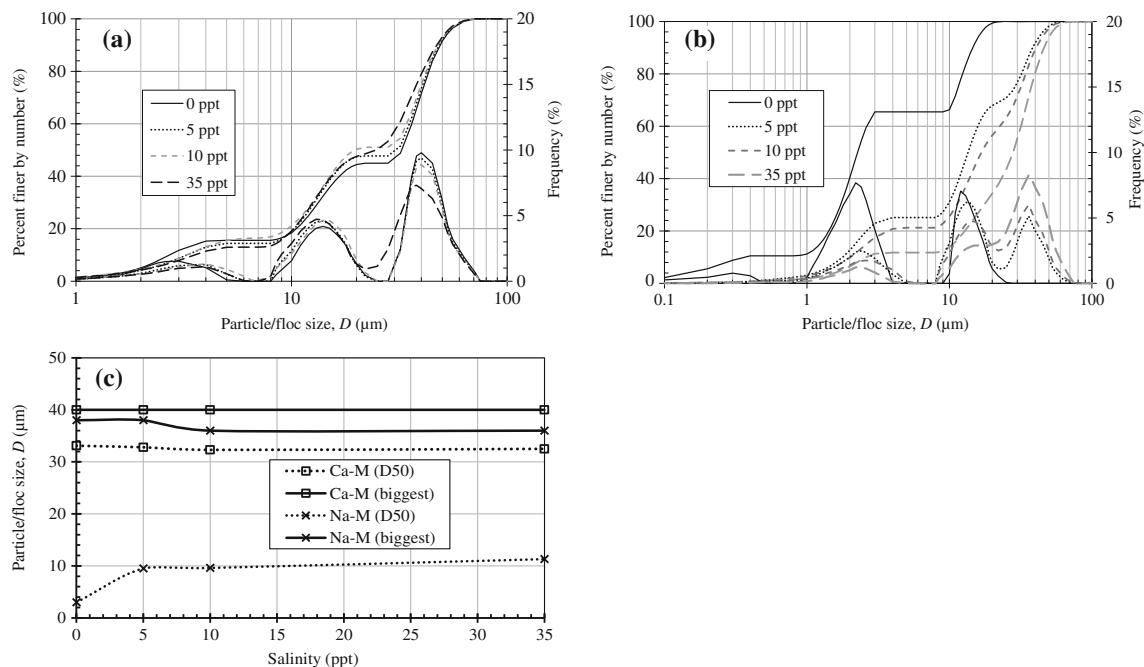 (a)
Percent finer by number (%)
100
80
60
40
20
0
Frequency (%)
20
15
10
5
0
0 ppt
5 ppt
10 ppt
35 ppt
1
10
100
Particle/floc size, D (µm)
(b)
Percent finer by number (%)
100
80
60
40
20
0
Frequency (%)
20
15
10
5
0
0 ppt
5 ppt
10 ppt
35 ppt
0.1
1
10
100
Particle/floc size, D (µm)
(c)
Particle/floc size, D (µm)
50
40
30
20
10
0
Ca-M (D50)
Ca-M (biggest)
Na-M (D50)
Na-M (biggest)
0
5
10
15
20
25
30
35
Salinity (ppt)